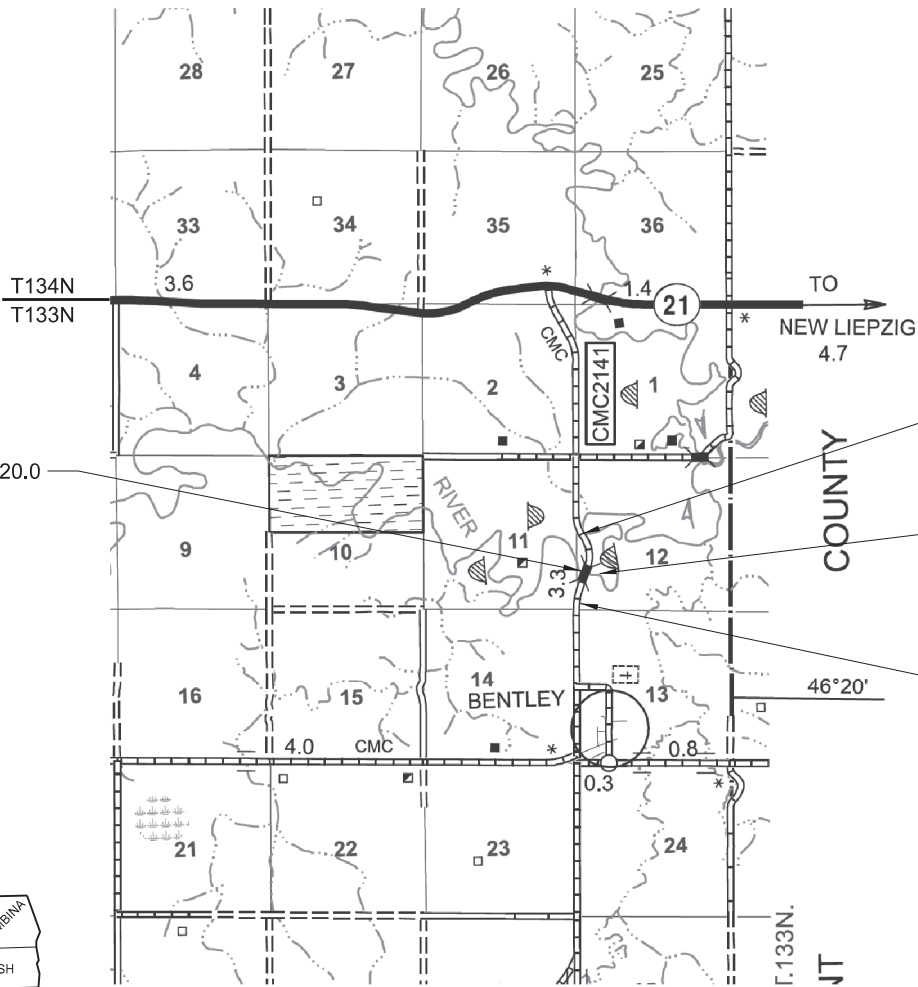 28 27 26 25
33 34 35 36
T134N
3.6
1.4
TO
T133N
21
NEW LIEPZIG
4.7
CMC
CMC2141
4 3 2 1
COUNTY
20.0
RIVER
9 10 11 12
3.3
16 15 14 13
BENTLEY
46°20'
4.0 CMC
0.8
0.3
21 22 23 24
T.133N.